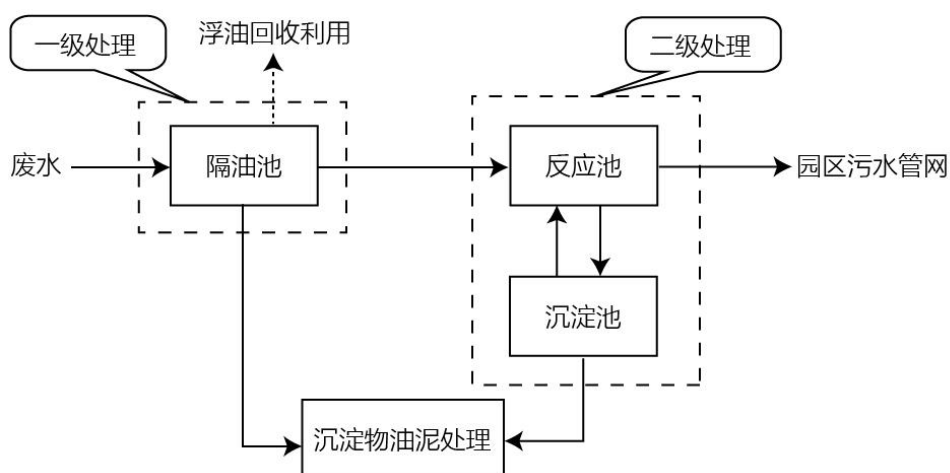 一级处理
浮油回收利用
二级处理
废水
隔油池
反应池
园区污水管网
沉淀池
沉淀物油泥处理